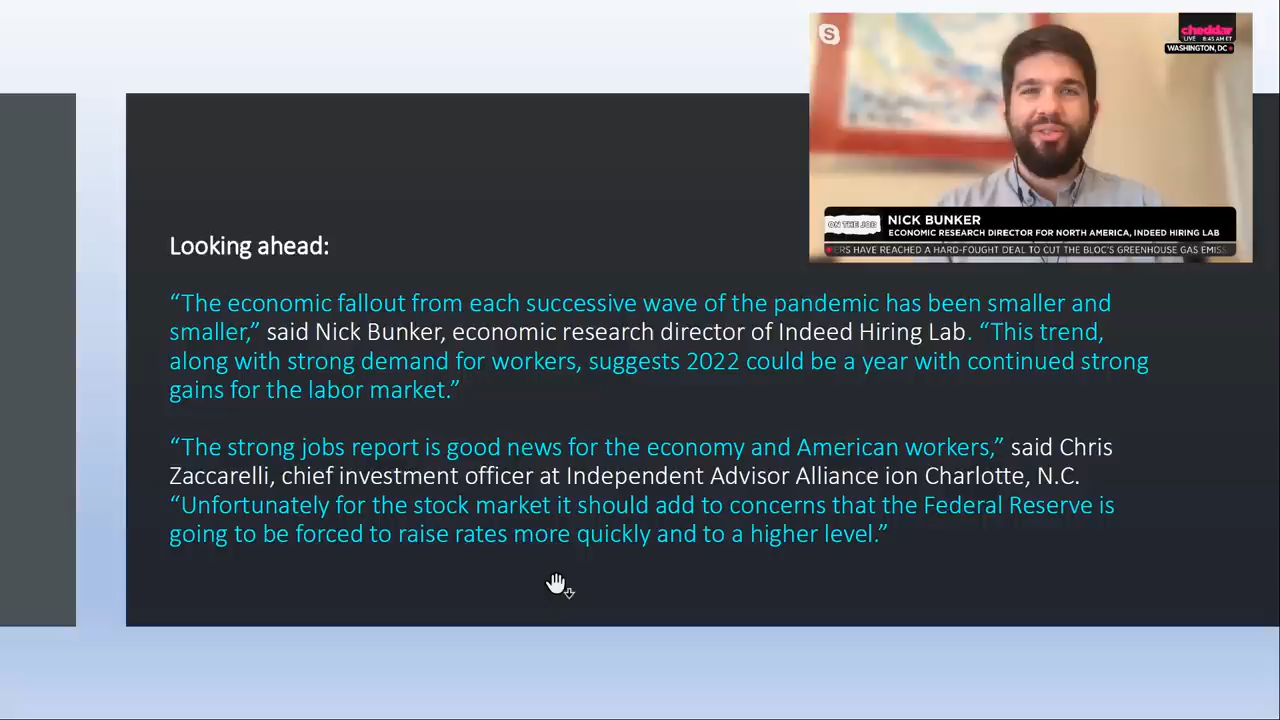 cheddar
LIVE 8:45 AM ET
WASHINGTON, DC
ON THE JOB
NICK BUNKER
ECONOMIC RESEARCH DIRECTOR FOR NORTH AMERICA, INDEED HIRING LAB
ERS HAVE REACHED A HARD-FOUGHT DEAL TO CUT THE BLOC'S GREENHOUSE GAS EMISS
Looking ahead:
“The economic fallout from each successive wave of the pandemic has been smaller and
smaller,” said Nick Bunker, economic research director of Indeed Hiring Lab. “This trend,
along with strong demand for workers, suggests 2022 could be a year with continued strong
gains for the labor market.”
“The strong jobs report is good news for the economy and American workers,” said Chris
Zaccarelli, chief investment officer at Independent Advisor Alliance ion Charlotte, N.C.
“Unfortunately for the stock market it should add to concerns that the Federal Reserve is
going to be forced to raise rates more quickly and to a higher level.”